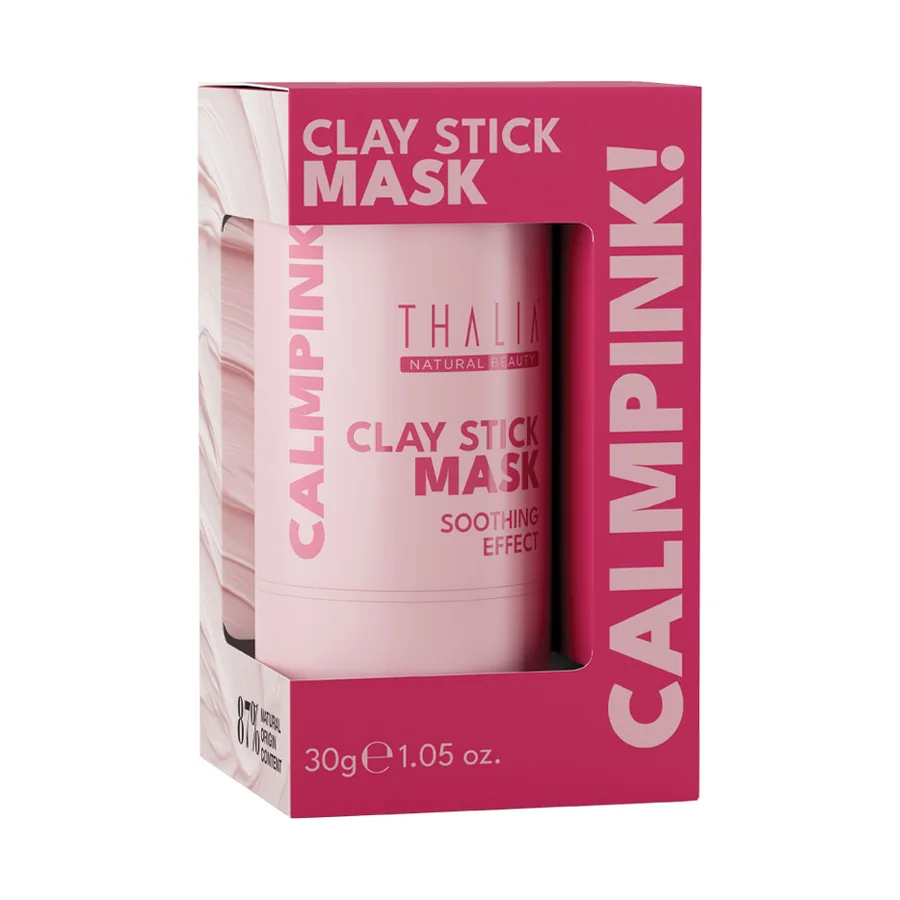 CLAY STICK
MASK
CALMPINK!
CALMPINK
THALIA
NATURAL BEAUTY
CLAY STICK
MASK
SOOTHING
EFFECT
87%
NATURAL
ORIGIN
CONTENT
30g℮1.05 oz.